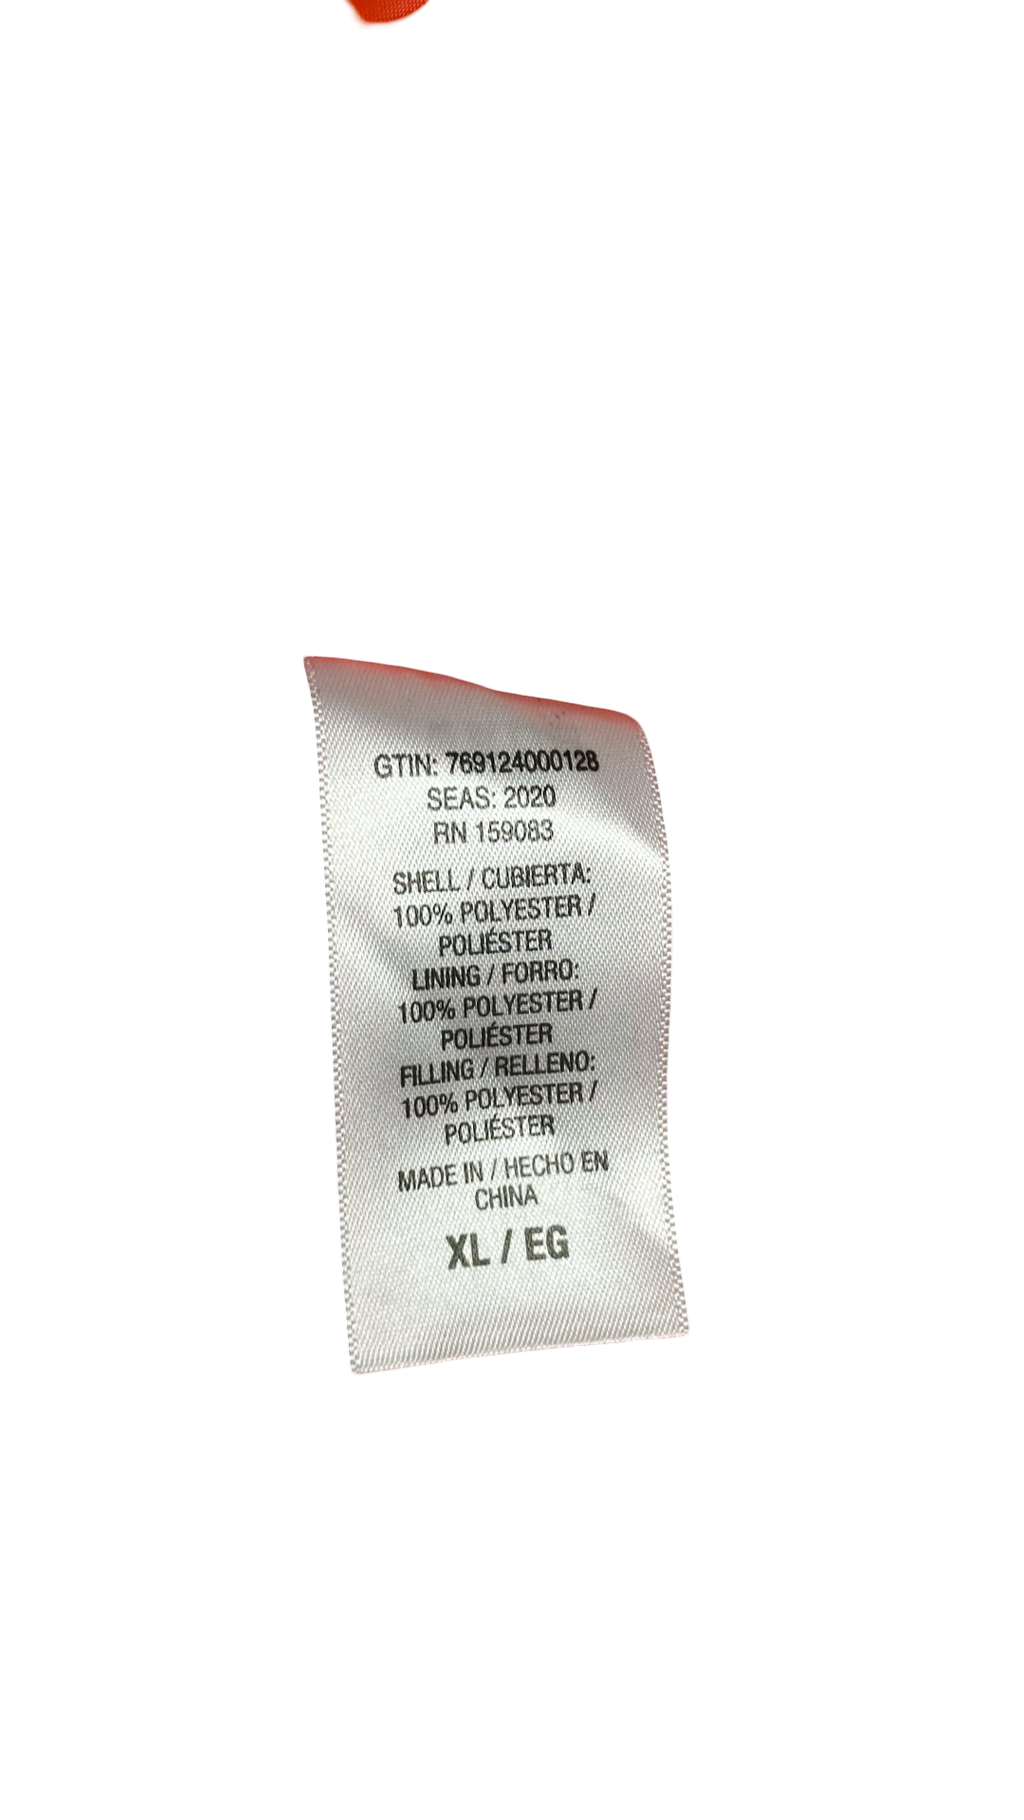 GTIN: 769124000128
SEAS: 2020
RN 159083
SHELL / CUBIERTA:
100% POLYESTER /
POLIÉSTER
LINING / FORRO:
100% POLYESTER /
POLIÉSTER
FILLING / RELLENO:
100% POLYESTER /
POLIÉSTER
MADE IN / HECHO EN
CHINA
XL / EG